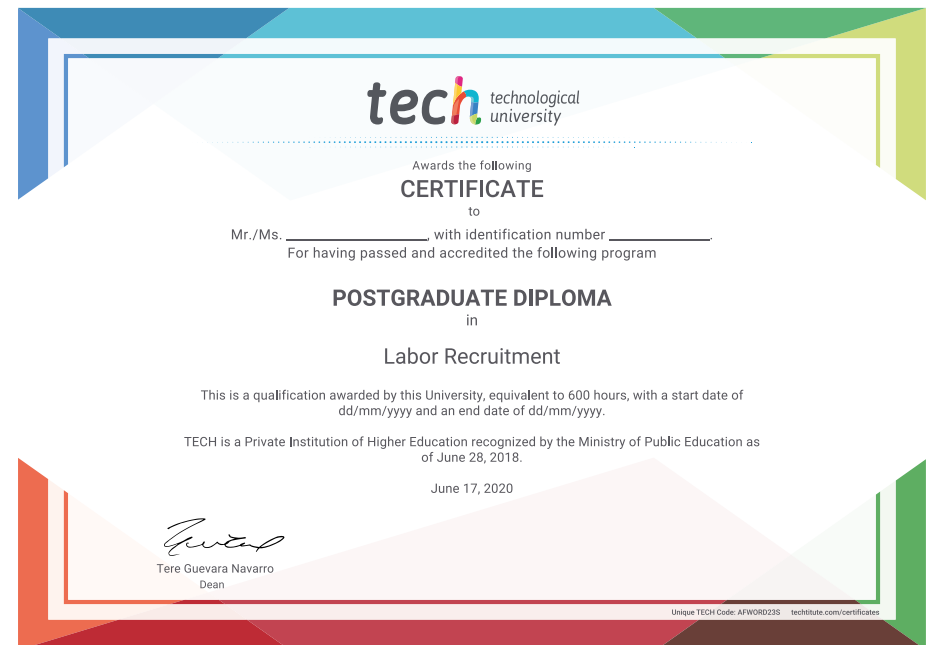 tech technological
university
Awards the following
CERTIFICATE
to
Mr./Ms. ____________________, with identification number ______________.
For having passed and accredited the following program
POSTGRADUATE DIPLOMA
in
Labor Recruitment
This is a qualification awarded by this University, equivalent to 600 hours, with a start date of
dd/mm/yyyy and an end date of dd/mm/yyyy.
TECH is a Private Institution of Higher Education recognized by the Ministry of Public Education as
of June 28, 2018.
June 17, 2020
Tere Guevara Navarro
Dean
Unique TECH Code: AFWORD23S techtitute.com/certificates